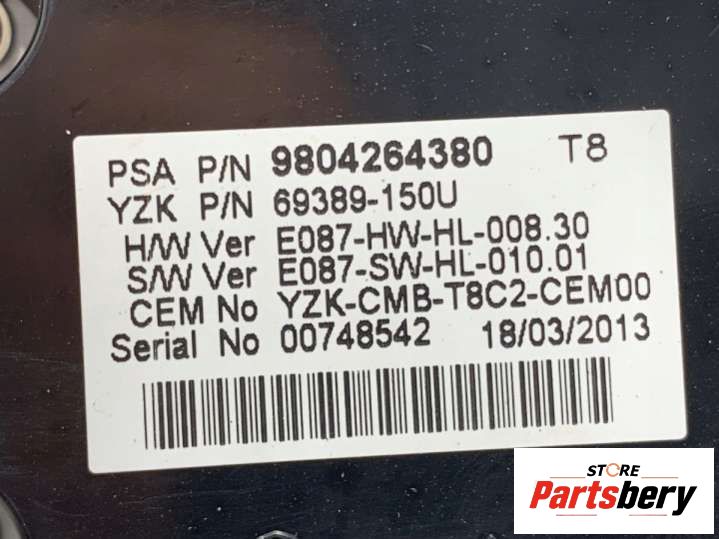 PSA P/N 9804264380 T8
YZK P/N 69389-150U
H/W Ver E087-HW-HL-008.30
S/W Ver E087-SW-HL-010.01
CEM No YZK-CMB-T8C2-CEM00
Serial No 00748542 18/03/2013
STORE
Partsbery